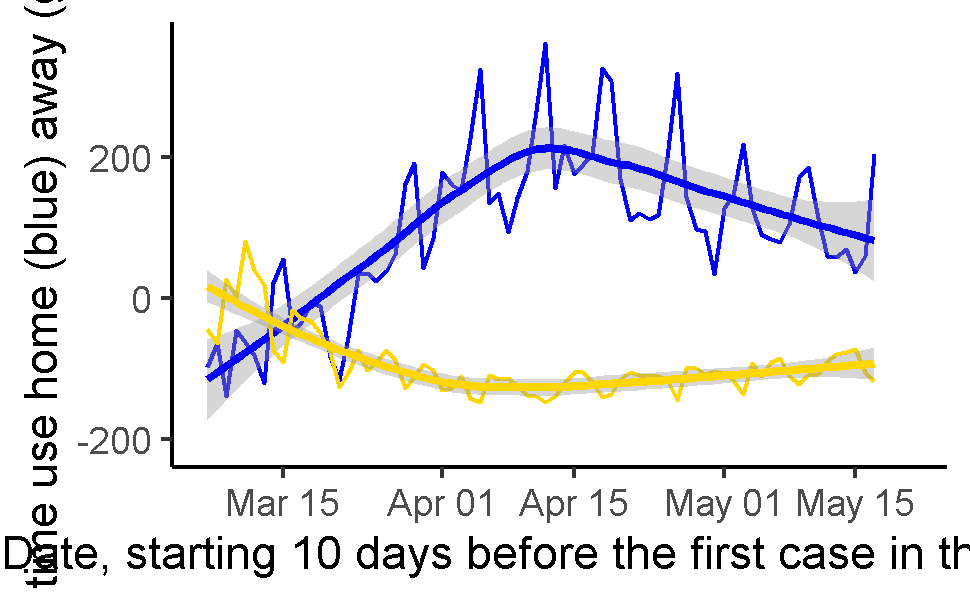 time use home (blue) away (
200
0
-200
Mar 15 Apr 01 Apr 15 May 01 May 15
Date, starting 10 days before the first case in th